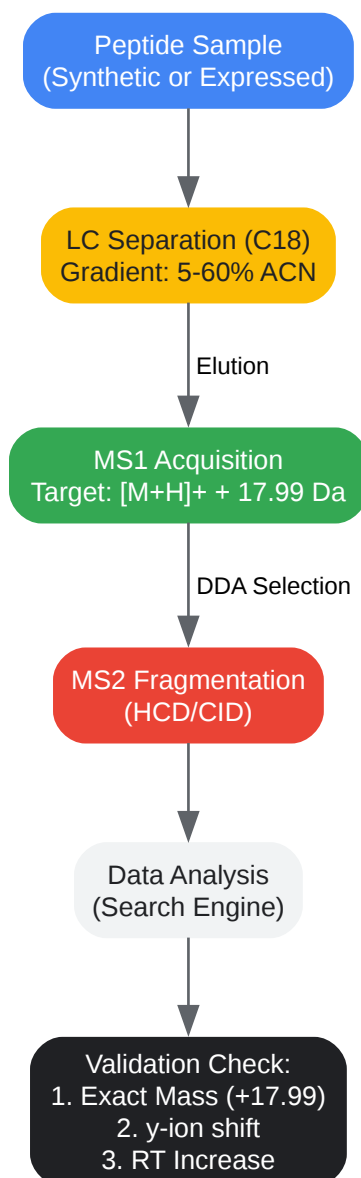 Peptide Sample
(Synthetic or Expressed)
LC Separation (C18)
Gradient: 5-60% ACN
Elution
MS1 Acquisition
Target: [M+H]+ + 17.99 Da
DDA Selection
MS2 Fragmentation
(HCD/CID)
Data Analysis
(Search Engine)
Validation Check:
1. Exact Mass (+17.99)
2. y-ion shift
3. RT Increase